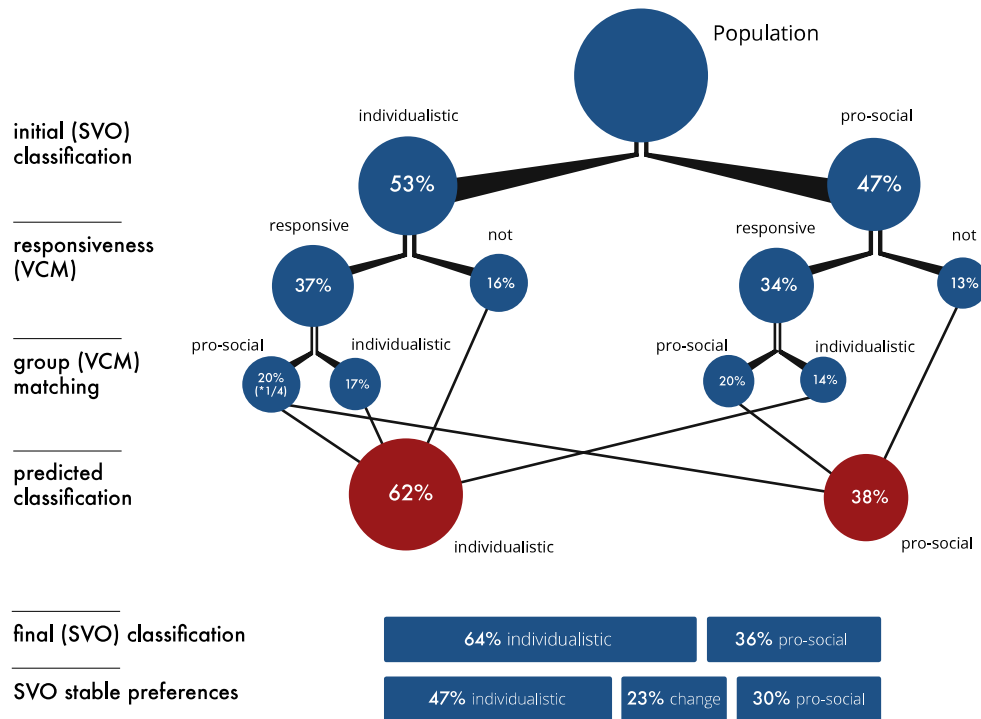 Population
individualistic
pro-social
initial (SVO)
classification
53%
47%
responsive
not
responsive
not
responsiveness
(VCM)
37%
16%
34%
13%
pro-social
individualistic
pro-social
individualistic
group (VCM)
matching
20%
(*1/4)
17%
20%
14%
predicted
classification
62%
38%
individualistic
pro-social
final (SVO) classification
64% individualistic
36% pro-social
SVO stable preferences
47% individualistic
23% change
30% pro-social